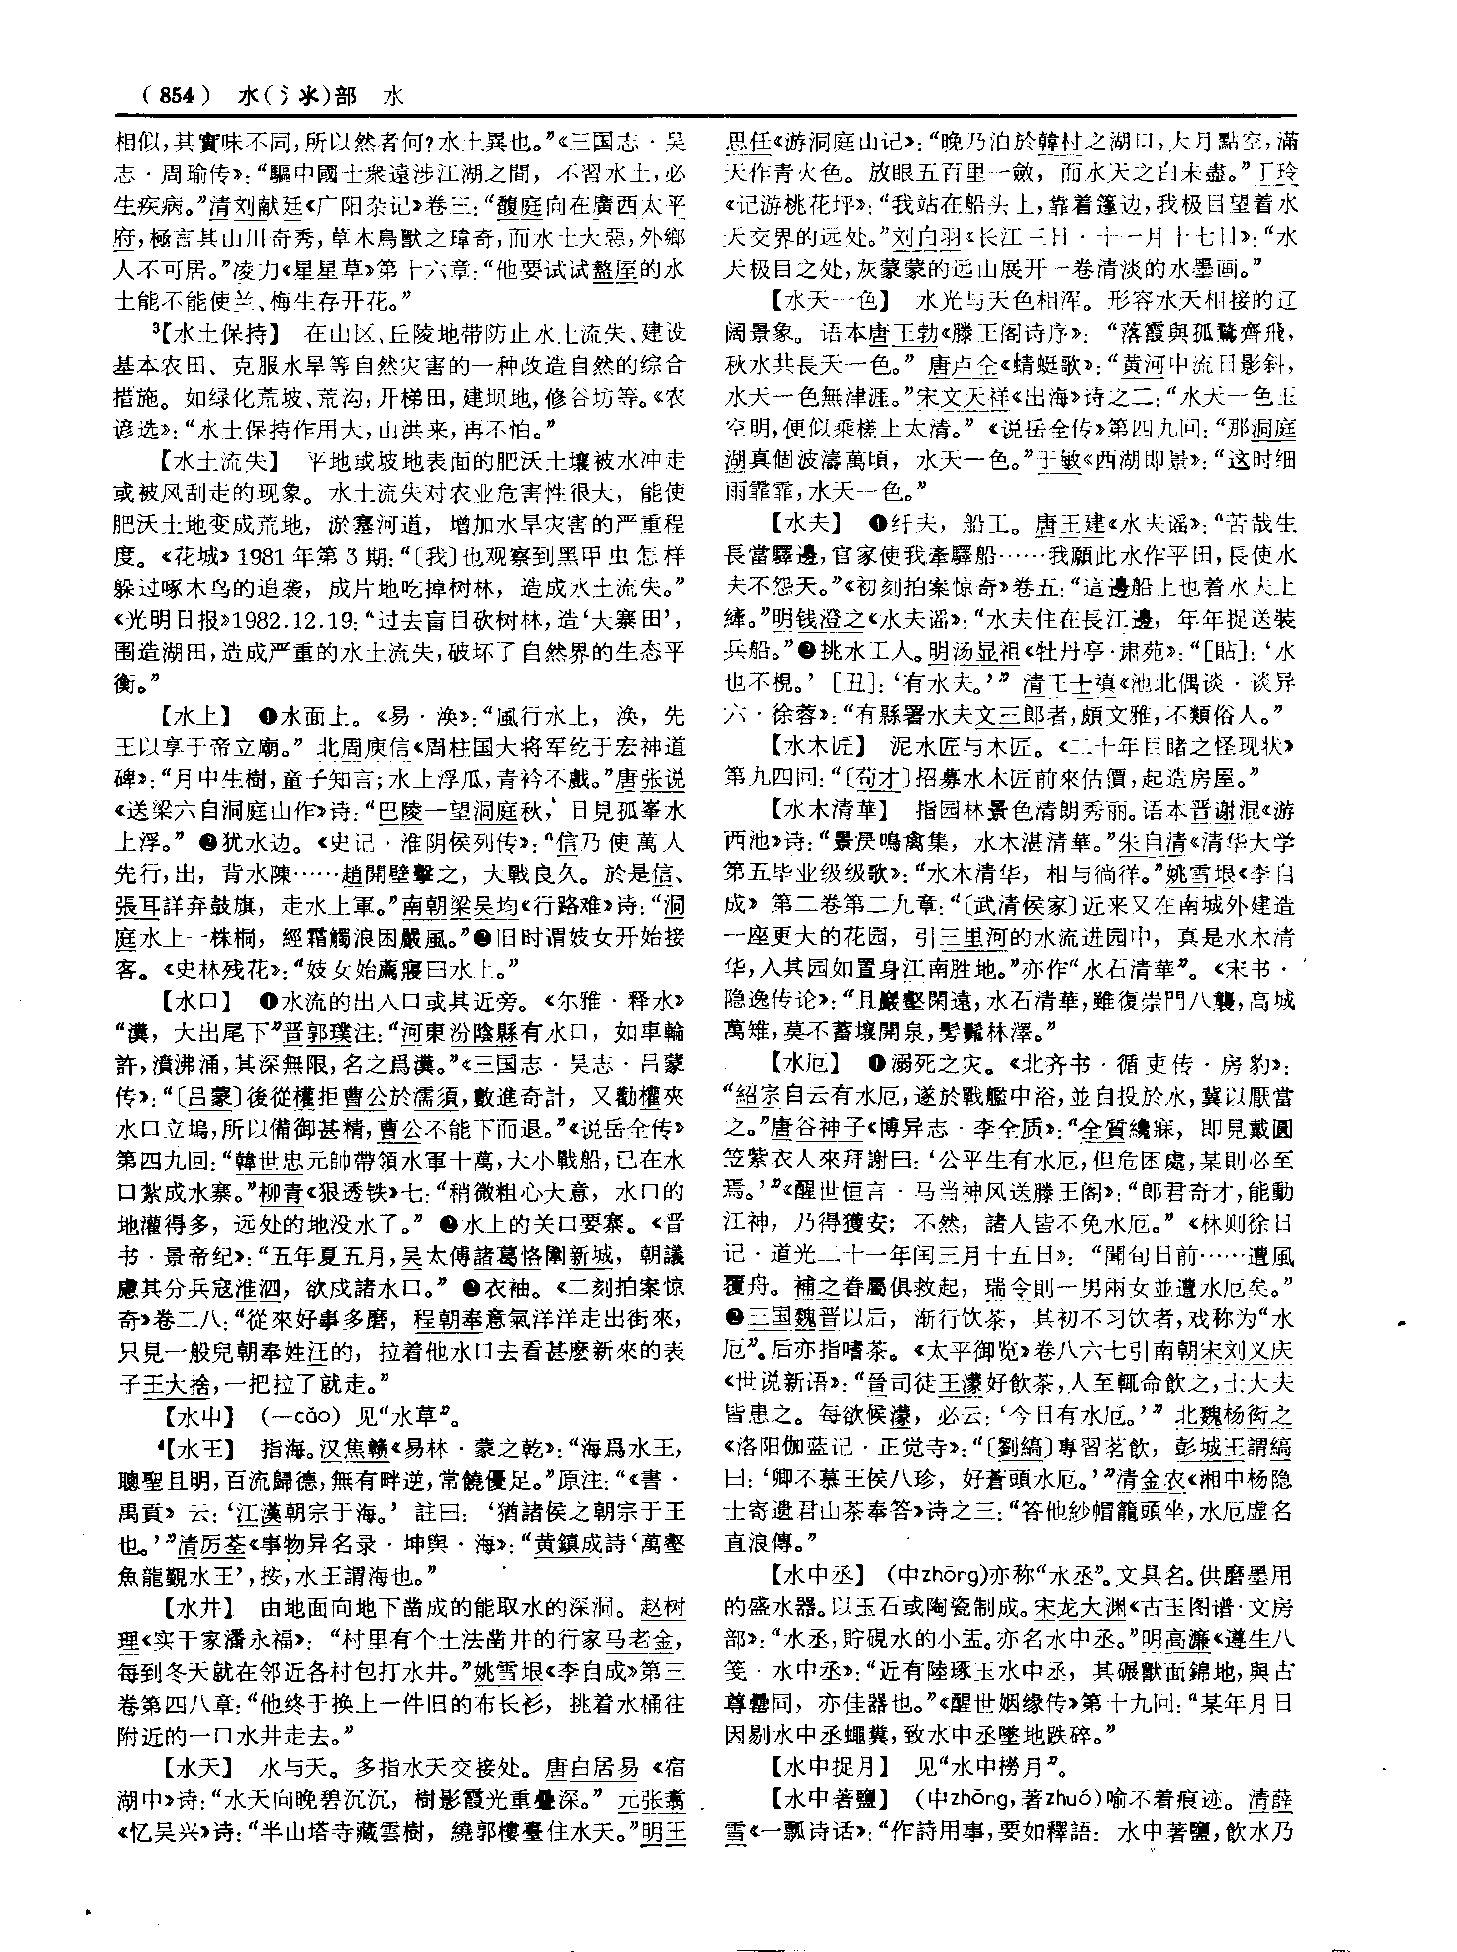 (854) 水(氵氺)部 水
相似,其實味不同,所以然者何?水土異也。”《三国志·吴
志·周瑜传》:“驅中國士衆遠涉江湖之間,不習水土,必
生疾病。”清刘献廷《广阳杂记》卷三:“馥庭向在廣西太平
府,極言其山川奇秀,草木鳥獸之瑋奇,而水土大惡,外鄉
人不可居。”凌力《星星草》第十六章:“他要试试盩厔的水
土能不能使兰、梅生存开花。”
³【水土保持】 在山区、丘陵地带防止水土流失、建设
基本农田、克服水旱等自然灾害的一种改造自然的综合
措施。如绿化荒坡、荒沟,开梯田,建坝地,修谷坊等。《农
谚选》:“水土保持作用大,山洪来,再不怕。”
【水土流失】 平地或坡地表面的肥沃土壤被水冲走
或被风刮走的现象。水土流失对农业危害性很大,能使
肥沃土地变成荒地,淤塞河道,增加水旱灾害的严重程
度。《花城》1981年第3期:“〔我〕也观察到黑甲虫怎样
躲过啄木鸟的追袭,成片地吃掉树林,造成水土流失。”
《光明日报》1982.12.19:“过去盲目砍树林,造‘大寨田’,
围造湖田,造成严重的水土流失,破坏了自然界的生态平
衡。”
【水上】 ❶水面上。《易·涣》:“風行水上,涣,先
王以享于帝立廟。”北周庾信《周柱国大将军纥于宏神道
碑》:“月中生樹,童子知言;水上浮瓜,青衿不戲。”唐张说
《送梁六自洞庭山作》诗:“巴陵一望洞庭秋,日見孤峯水
上浮。”❷犹水边。《史记·淮阴侯列传》:“信乃使萬人
先行,出,背水陳……趙開壁擊之,大戰良久。於是信、
張耳詳弃鼓旗,走水上軍。”南朝梁吴均《行路难》诗:“洞
庭水上一株桐,經霜觸浪困嚴風。”❸旧时谓妓女开始接
客。《史林残花》:“妓女始薦寢曰水上。”
【水口】 ❶水流的出入口或其近旁。《尔雅·释水》
“瀵,大出尾下”晋郭璞注:“河東汾陰縣有水口,如車輪
許,濆沸涌,其深無限,名之爲瀵。”《三国志·吴志·吕蒙
传》:“〔吕蒙〕後從權拒曹公於濡須,數進奇計,又勸權夾
水口立塢,所以備御甚精,曹公不能下而退。”《说岳全传》
第四九回:“韓世忠元帥帶領水軍十萬,大小戰船,已在水
口紮成水寨。”柳青《狠透铁》七:“稍微粗心大意,水口的
地灌得多,远处的地没水了。”❷水上的关口要寨。《晋
书·景帝纪》:“五年夏五月,吴太傅諸葛恪圍新城,朝議
慮其分兵寇淮泗,欲戍諸水口。”❸衣袖。《二刻拍案惊
奇》卷二八:“從來好事多磨,程朝奉意氣洋洋走出街來,
只見一般兒朝奉姓汪的,拉着他水口去看甚麽新來的表
子王大捨,一把拉了就走。”
【水屮】 (一cǎo) 见“水草”。
⁴【水王】 指海。汉焦赣《易林·蒙之乾》:“海爲水王,
聰聖且明,百流歸德,無有畔逆,常饒優足。”原注:“《書·
禹貢》云:‘江漢朝宗于海。’註曰:‘猶諸侯之朝宗于王
也。’”清厉荃《事物异名录·坤舆·海》:“黄鎮成詩‘萬壑
魚龍覲水王’,按,水王謂海也。”
【水井】 由地面向地下凿成的能取水的深洞。赵树
理《实干家潘永福》:“村里有个土法凿井的行家马老金,
每到冬天就在邻近各村包打水井。”姚雪垠《李自成》第三
卷第四八章:“他终于换上一件旧的布长衫,挑着水桶往
附近的一口水井走去。”
【水天】 水与天。多指水天交接处。唐白居易《宿
湖中》诗:“水天向晚碧沉沉,樹影霞光重疊深。”元张翥
《忆吴兴》诗:“半山塔寺藏雲樹,繞郭樓臺住水天。”明王
思任《游洞庭山记》:“晚乃泊於韓村之湖口,大月點空,滿
天作青火色。放眼五百里一斂,而水天之白未盡。”丁玲
《记游桃花坪》:“我站在船头上,靠着篷边,我极目望着水
天交界的远处。”刘白羽《长江三日·十一月十七日》:“水
天极目之处,灰蒙蒙的远山展开一卷清淡的水墨画。”
【水天一色】 水光与天色相浑。形容水天相接的辽
阔景象。语本唐王勃《滕王阁诗序》:“落霞與孤鶩齊飛,
秋水共長天一色。”唐卢仝《蜻蜓歌》:“黄河中流日影斜,
水天一色無津涯。”宋文天祥《出海》诗之二:“水天一色玉
空明,便似乘槎上太清。”《说岳全传》第四九回:“那洞庭
湖真個波濤萬頃,水天一色。”于敏《西湖即景》:“这时细
雨霏霏,水天一色。”
【水夫】 ❶纤夫,船工。唐王建《水夫谣》:“苦哉生
長當驛邊,官家使我牽驛船……我願此水作平田,長使水
夫不怨天。”《初刻拍案惊奇》卷五:“這邊船上也着水夫上
縴。”明钱澄之《水夫谣》:“水夫住在長江邊,年年捉送裝
兵船。”❷挑水工人。明汤显祖《牡丹亭·肃苑》:“[貼]:‘水
也不梘。’[丑]:‘有水夫。’”清王士禛《池北偶谈·谈异
六·徐蓉》:“有縣署水夫文三郎者,頗文雅,不類俗人。”
【水木匠】 泥水匠与木匠。《二十年目睹之怪现状》
第九四回:“〔苟才〕招募水木匠前來估價,起造房屋。”
【水木清華】 指园林景色清朗秀丽。语本晋谢混《游
西池》诗:“景昃鳴禽集,水木湛清華。”朱自清《清华大学
第五毕业级级歌》:“水木清华,相与徜徉。”姚雪垠《李自
成》第二卷第二九章:“〔武清侯家〕近来又在南城外建造
一座更大的花园,引三里河的水流进园中,真是水木清
华,入其园如置身江南胜地。”亦作“水石清華”。《宋书·
隐逸传论》:“且巖壑閑遠,水石清華,雖復崇門八襲,高城
萬雉,莫不蓄壤開泉,髣髴林澤。”
【水厄】 ❶溺死之灾。《北齐书·循吏传·房豹》:
“紹宗自云有水厄,遂於戰艦中浴,並自投於水,冀以厭當
之。”唐谷神子《博异志·李全质》:“全質纔寐,即見戴圓
笠紫衣人來拜謝曰:‘公平生有水厄,但危困處,某則必至
焉。’”《醒世恒言·马当神风送滕王阁》:“郎君奇才,能動
江神,乃得獲安;不然,諸人皆不免水厄。”《林则徐日
记·道光二十一年闰三月十五日》:“聞旬日前……遭風
覆舟。補之眷屬俱救起,瑞令則一男兩女並遭水厄矣。”
❷三国魏晋以后,渐行饮茶,其初不习饮者,戏称为“水
厄”。后亦指嗜茶。《太平御览》卷八六七引南朝宋刘义庆
《世说新语》:“晉司徒王濛好飲茶,人至輒命飲之,士大夫
皆患之。每欲候濛,必云:‘今日有水厄。’”北魏杨衒之
《洛阳伽蓝记·正觉寺》:“〔劉縞〕專習茗飲,彭城王謂縞
曰:‘卿不慕王侯八珍,好蒼頭水厄。’”清金农《湘中杨隐
士寄遗君山茶奉答》诗之三:“答他紗帽籠頭坐,水厄虚名
直浪傳。”
【水中丞】 (中zhōng)亦称“水丞”。文具名。供磨墨用
的盛水器。以玉石或陶瓷制成。宋龙大渊《古玉图谱·文房
部》:“水丞,貯硯水的小盂。亦名水中丞。”明高濂《遵生八
笺·水中丞》:“近有陸琢玉水中丞,其碾獸面錦地,與古
尊罍同,亦佳器也。”《醒世姻缘传》第十九回:“某年月日
因剔水中丞蠅糞,致水中丞墜地跌碎。”
【水中捉月】 见“水中撈月”。
【水中著鹽】 (中zhōng,著zhuó)喻不着痕迹。清薛
雪《一瓢诗话》:“作詩用事,要如釋語:水中著鹽,飲水乃